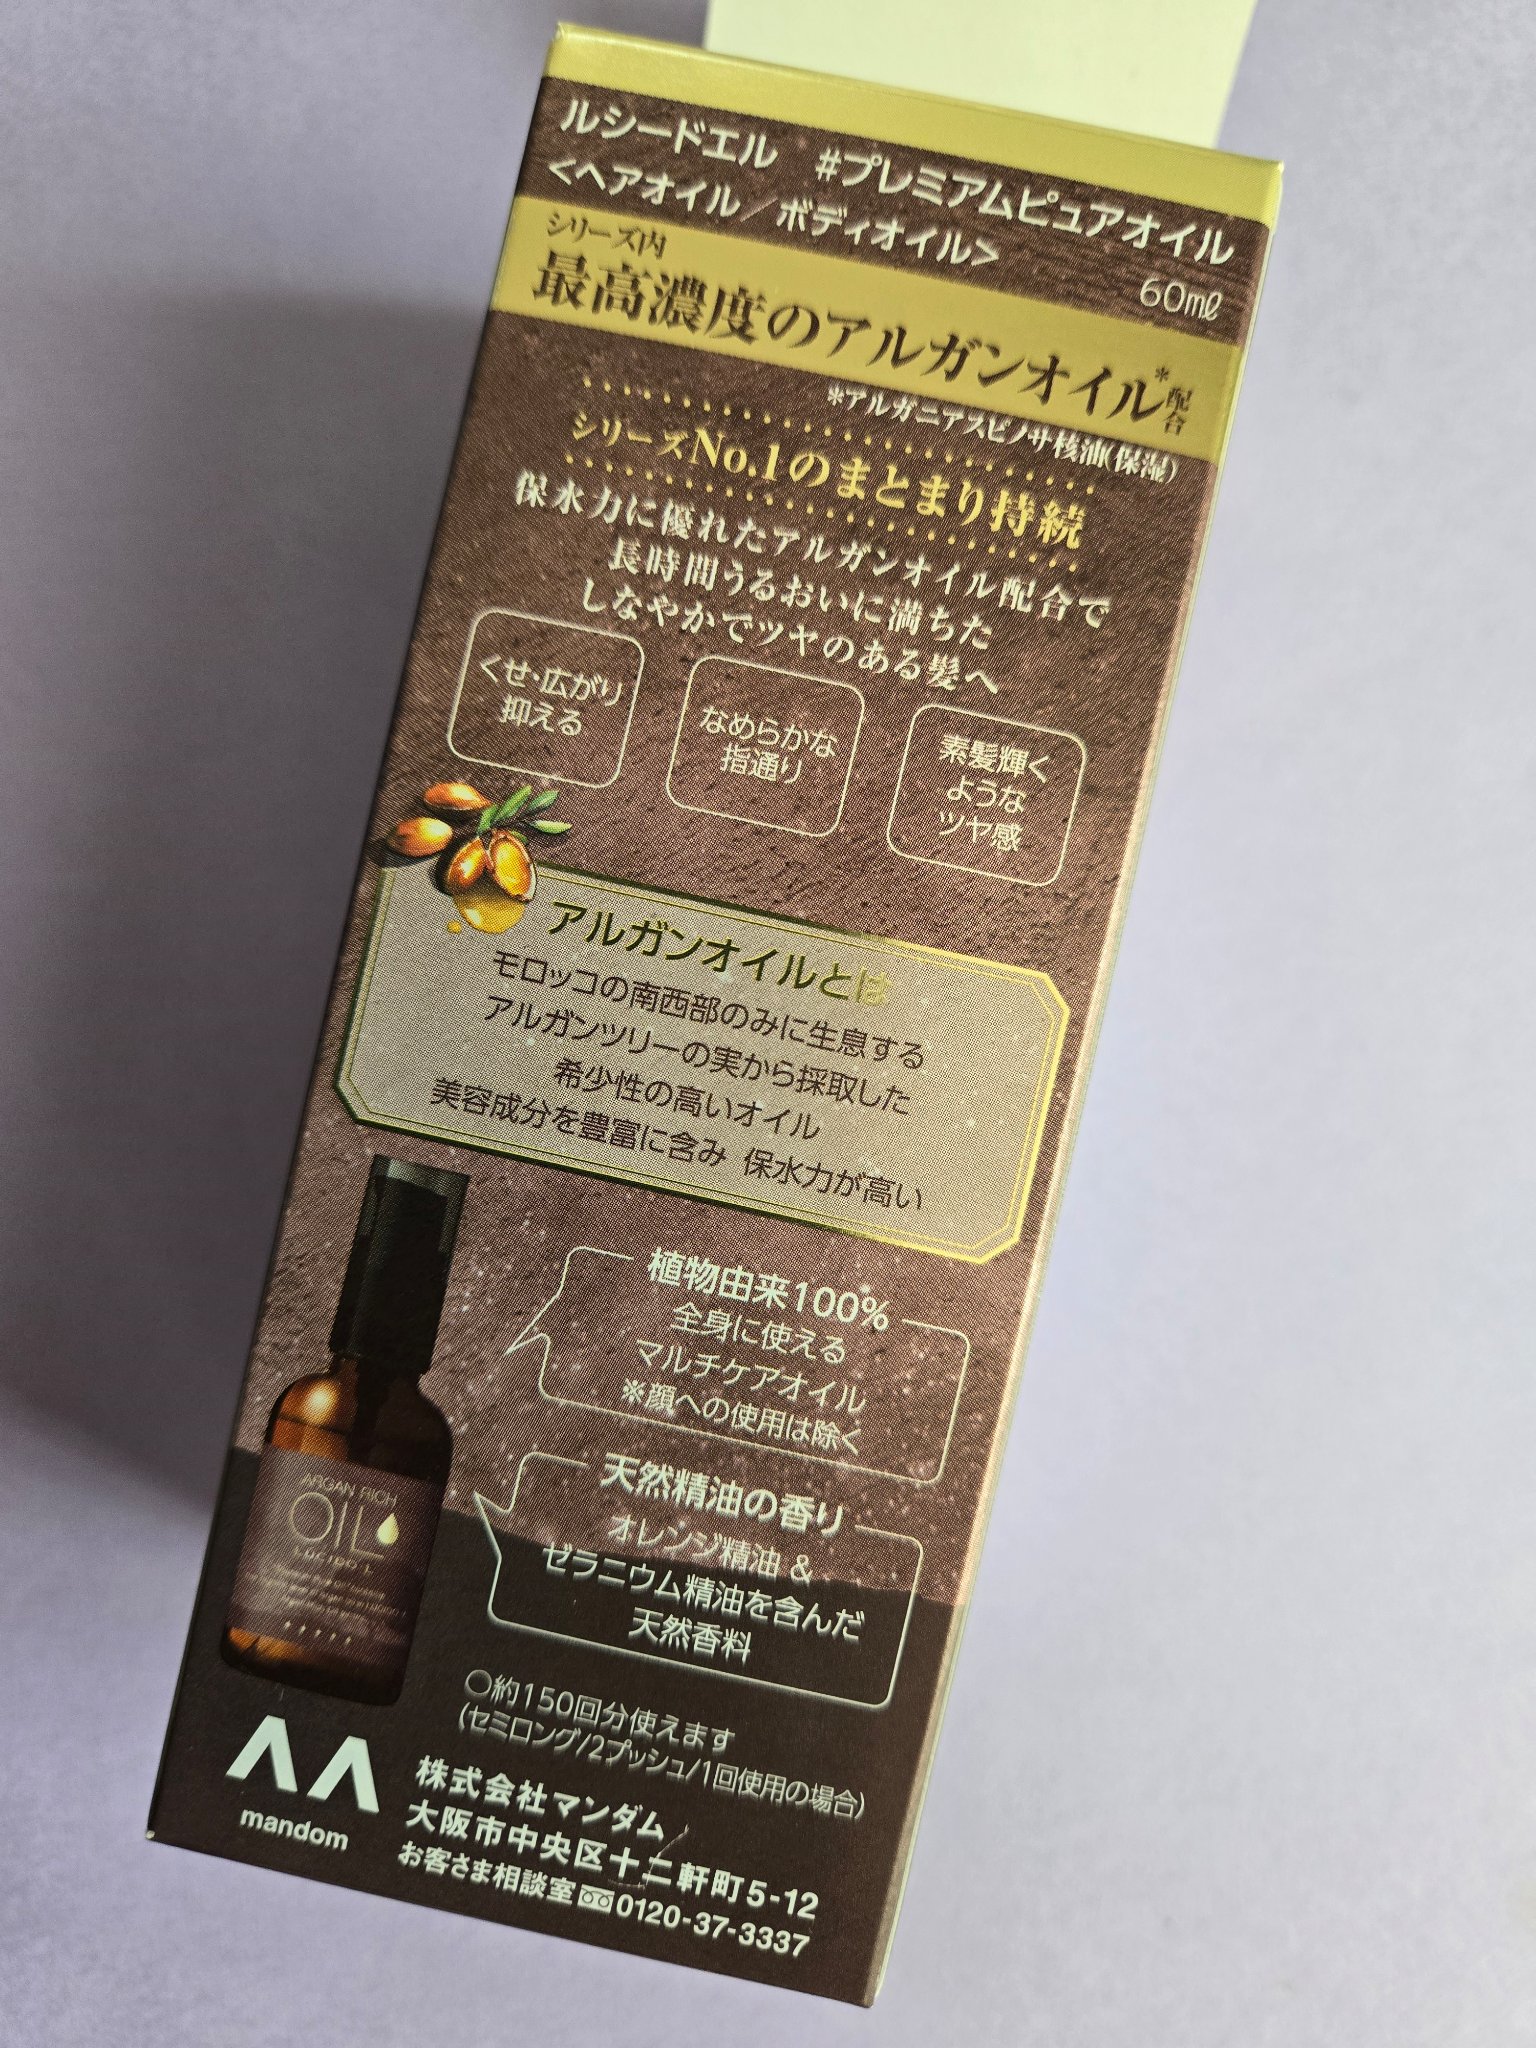 ルシードエル #プレミアムピュアオイル
<ヘアオイル／ボディオイル>
60mℓ
シリーズ内
最高濃度のアルガンオイル*配合
*アルガニアスピノサ核油(保湿)
シリーズNo.1のまとまり持続
保水力に優れたアルガンオイル配合で
長時間うるおいに満ちた
しなやかでツヤのある髪へ
くせ・広がり
抑える
なめらかな
指通り
素髪輝く
ような
ツヤ感
アルガンオイルとは
モロッコの南西部のみに生息する
アルガンツリーの実から採取した
希少性の高いオイル
美容成分を豊富に含み 保水力が高い
植物由来100%
全身に使える
マルチケアオイル
※顔への使用は除く
天然精油の香り
オレンジ精油 &
ゼラニウム精油を含んだ
天然香料
ARGAN RICH
OIL
LUCIDO-L
○約150回分使えます
(セミロング/2プッシュ/1回使用の場合)
mandom
株式会社マンダム
大阪市中央区十二軒町5-12
お客さま相談室 0120-37-3337